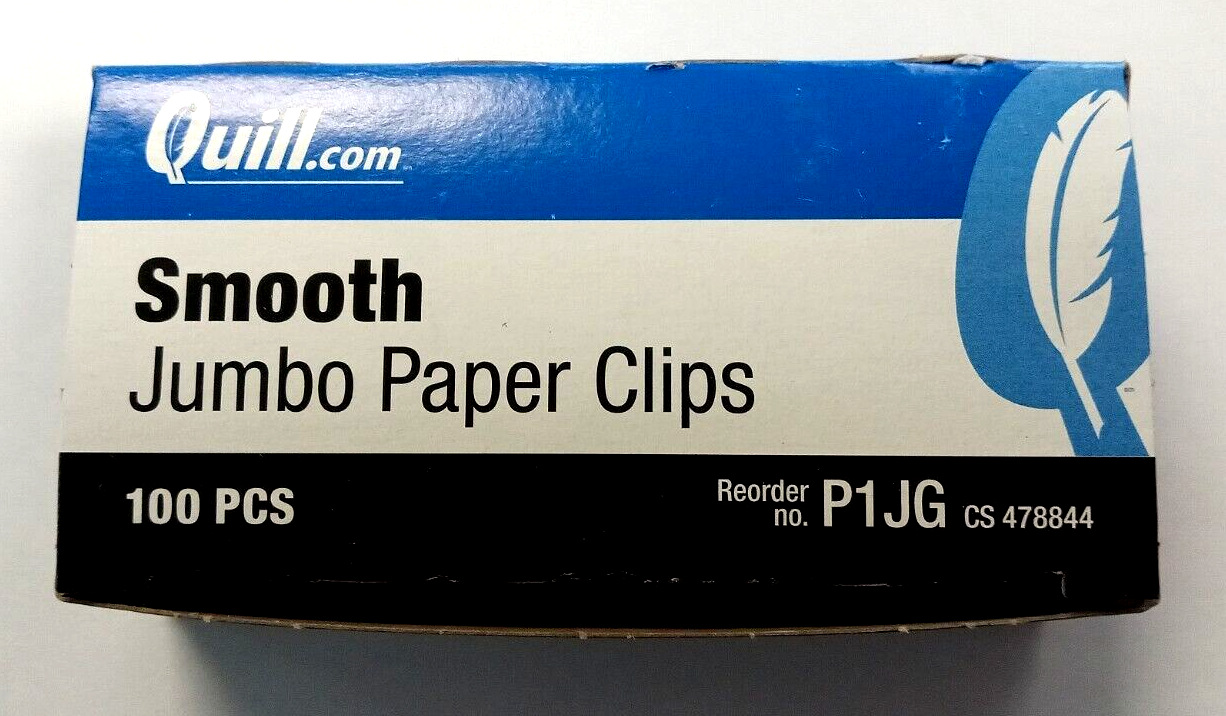 Quill.com
Smooth
Jumbo Paper Clips
100 PCS
Reorder no. P1JG CS 478844